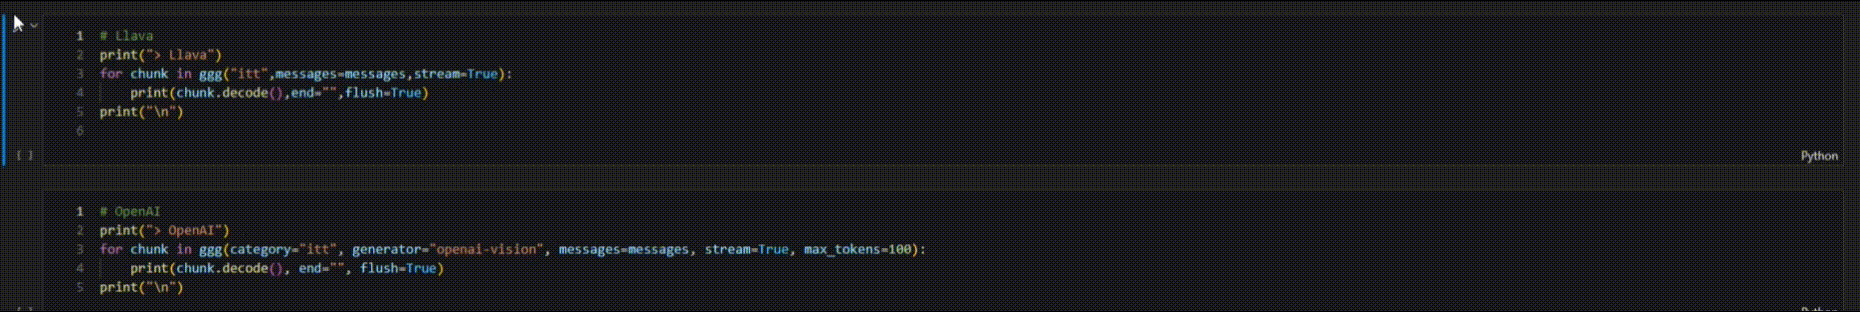 1 # Llava
2 print("> Llava")
3 for chunk in ggg("itt",messages=messages,stream=True):
4     print(chunk.decode(),end="",flush=True)
5 print("\n")
6
[ ] Python
1 # OpenAI
2 print("> OpenAI")
3 for chunk in ggg(category="itt", generator="openai-vision", messages=messages, stream=True, max_tokens=100):
4     print(chunk.decode(), end="", flush=True)
5 print("\n")